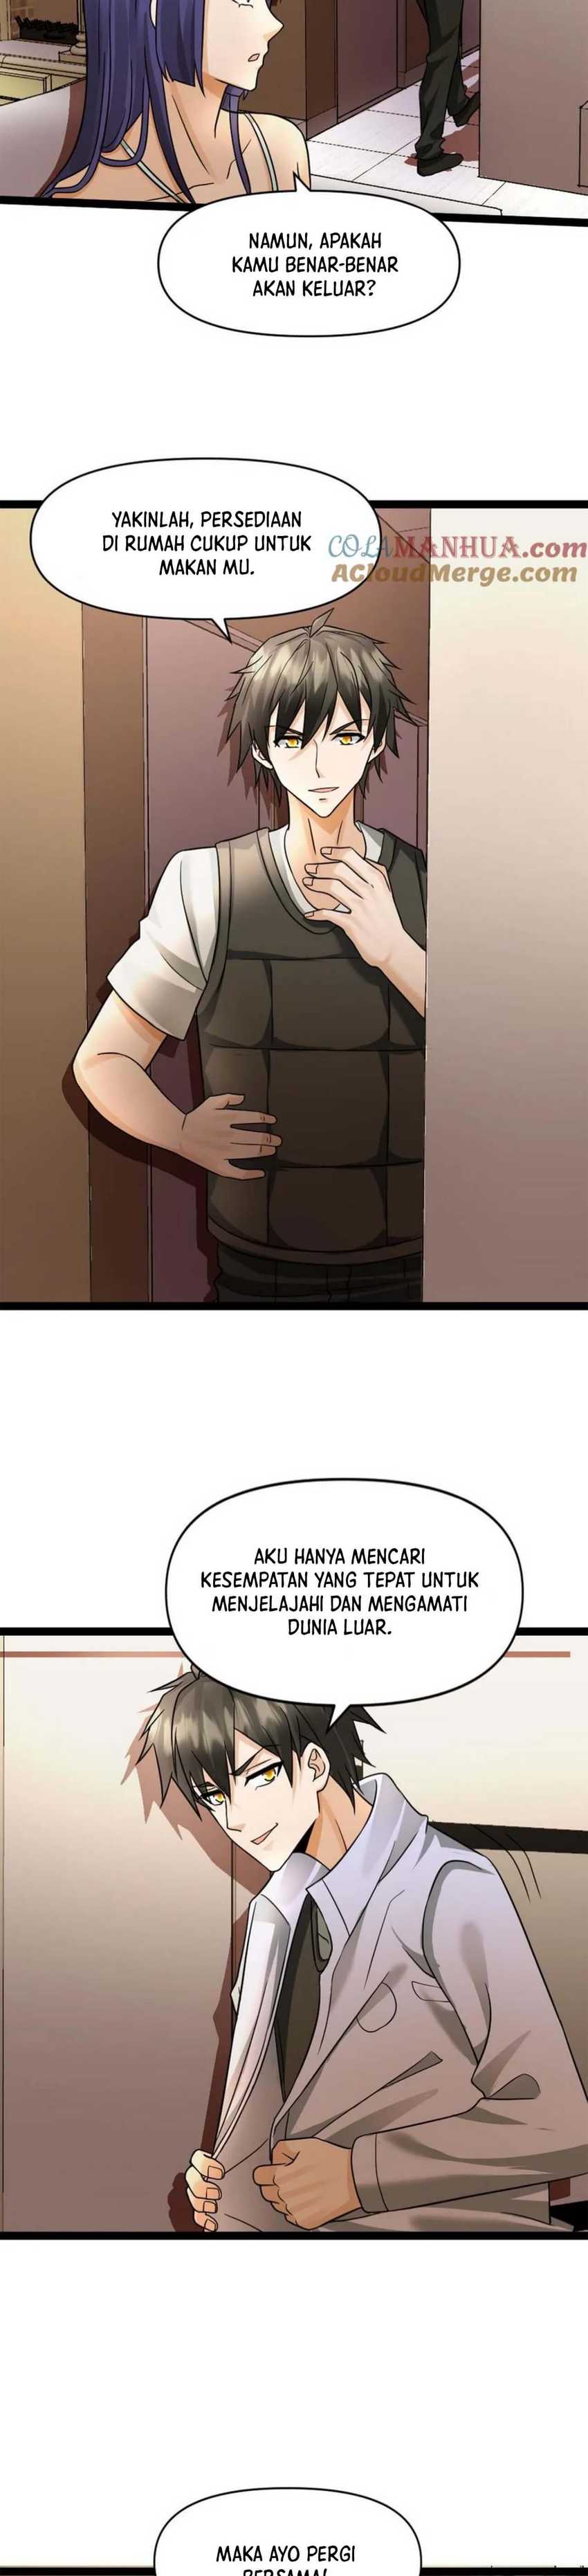 NAMUN, APAKAH
KAMU BENAR-BENAR
AKAN KELUAR?
YAKINLAH, PERSEDIAAN
DI RUMAH CUKUP UNTUK
MAKAN MU.
COLAMANHUA.com
ACloudMerge.com
AKU HANYA MENCARI
KESEMPATAN YANG TEPAT UNTUK
MENJELAJAHI DAN MENGAMATI
DUNIA LUAR.
MAKA AYO PERGI
BERSAMA!